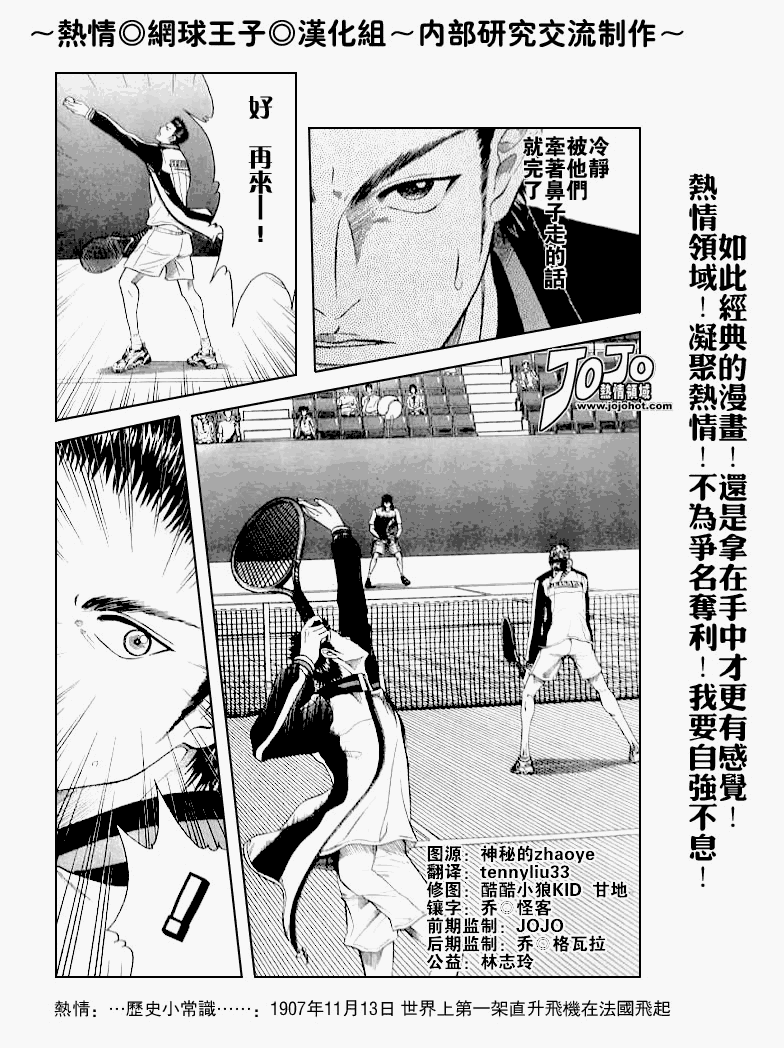 ～熱情◎網球王子◎漢化組～内部研究交流制作～
冷靜
被他們
牽著鼻子走的話
就完了
好 再來—！
JOJO
熱情領域
www.jojohot.com
！
如此經典的漫畫！還是拿在手中才更有感覺！
熱情領域！凝聚熱情！不為爭名奪利！我要自強不息！
图源：神秘的zhaoye
翻译：tennyliu33
修图：酷酷小狼KID 甘地
镶字：乔◌怪客
前期监制：JOJO
后期监制：乔◌格瓦拉
公益：林志玲
熱情：…歷史小常識……：1907年11月13日 世界上第一架直升飛機在法國飛起